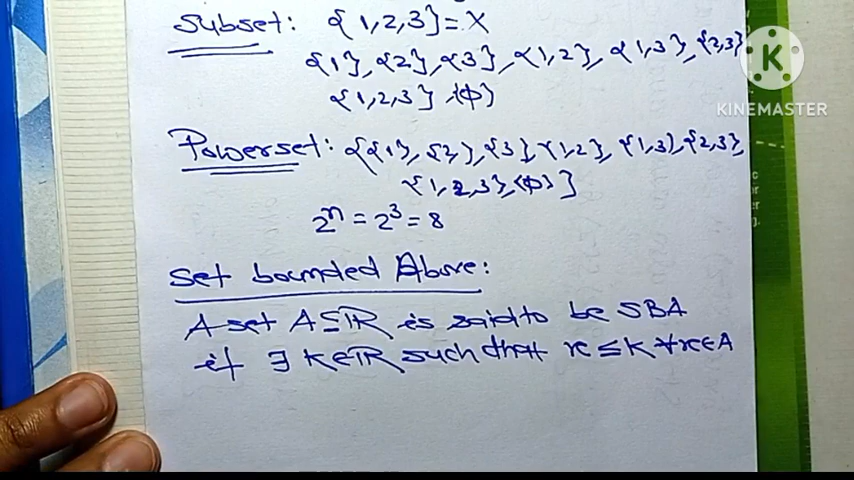 Subset: {1,2,3} = X
{1}, {2}, {3}, {1,2}, {1,3}, {2,3}
{1,2,3}, {Φ}
K
KINEMASTER
Powerset: {{1}, {2}, {3}, {1,2}, {1,3}, {2,3},
{1,2,3}, {Φ}}
2ⁿ = 2³ = 8
Set bounded Above:
A set A ⊆ ℝ is said to be SBA
if ∃ K∈ℝ such that x ≤ K ∀ x∈A